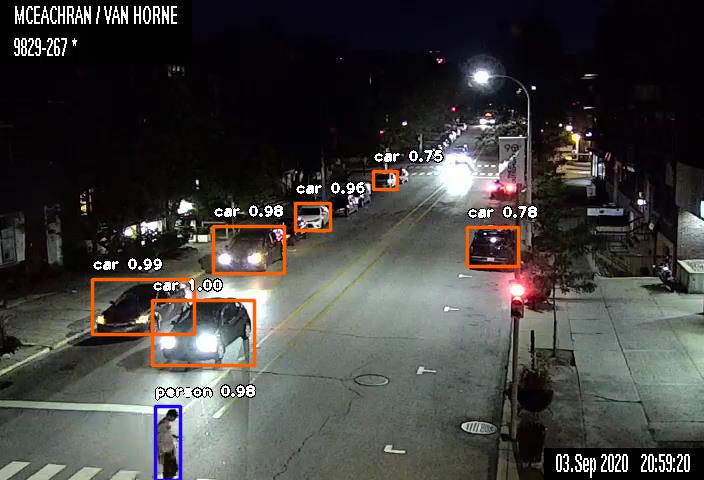 MCEACHRAN / VAN HORNE
9829-267 *
car 0.75
car 0.96
car 0.98
car 0.78
car 0.99
car 1.00
person 0.98
03.Sep 2020 20:59:20